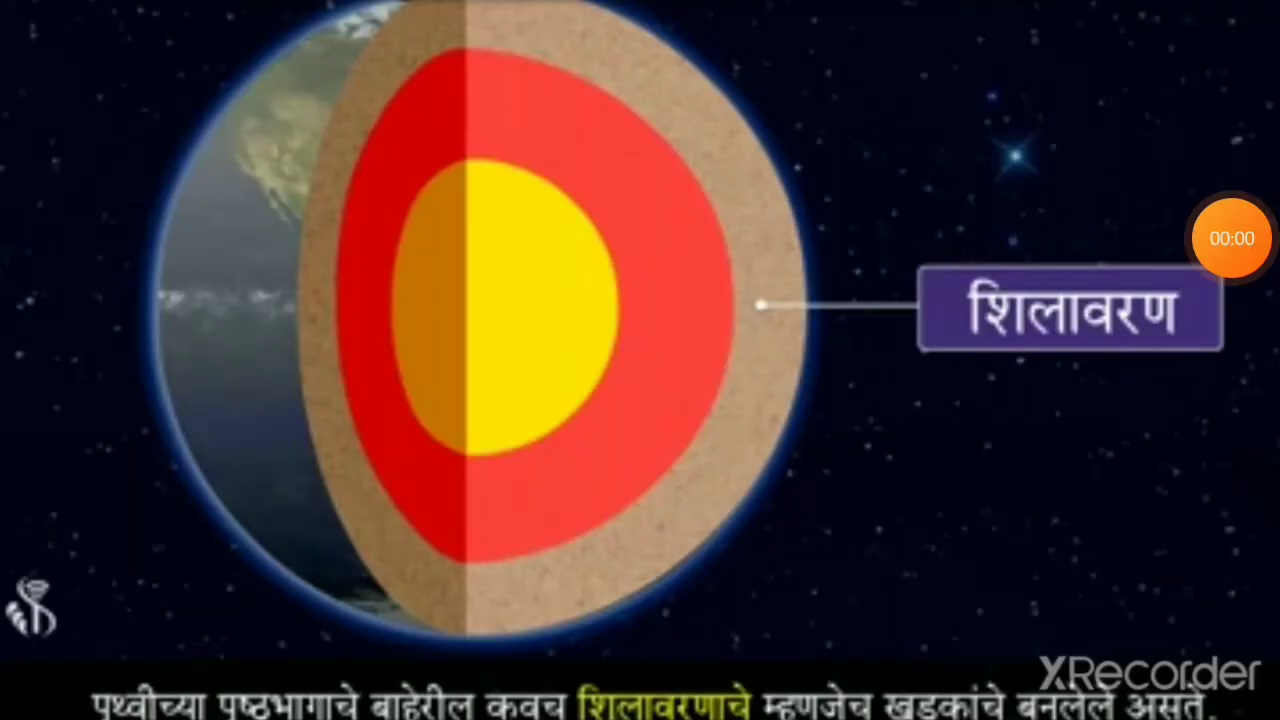 00:00
शिलावरण
XRecorder
पृथ्वीच्या पृष्ठभागाचे बाहेरील कवच शिलावरणाचे म्हणजेच खडकांचे बनलेले असते